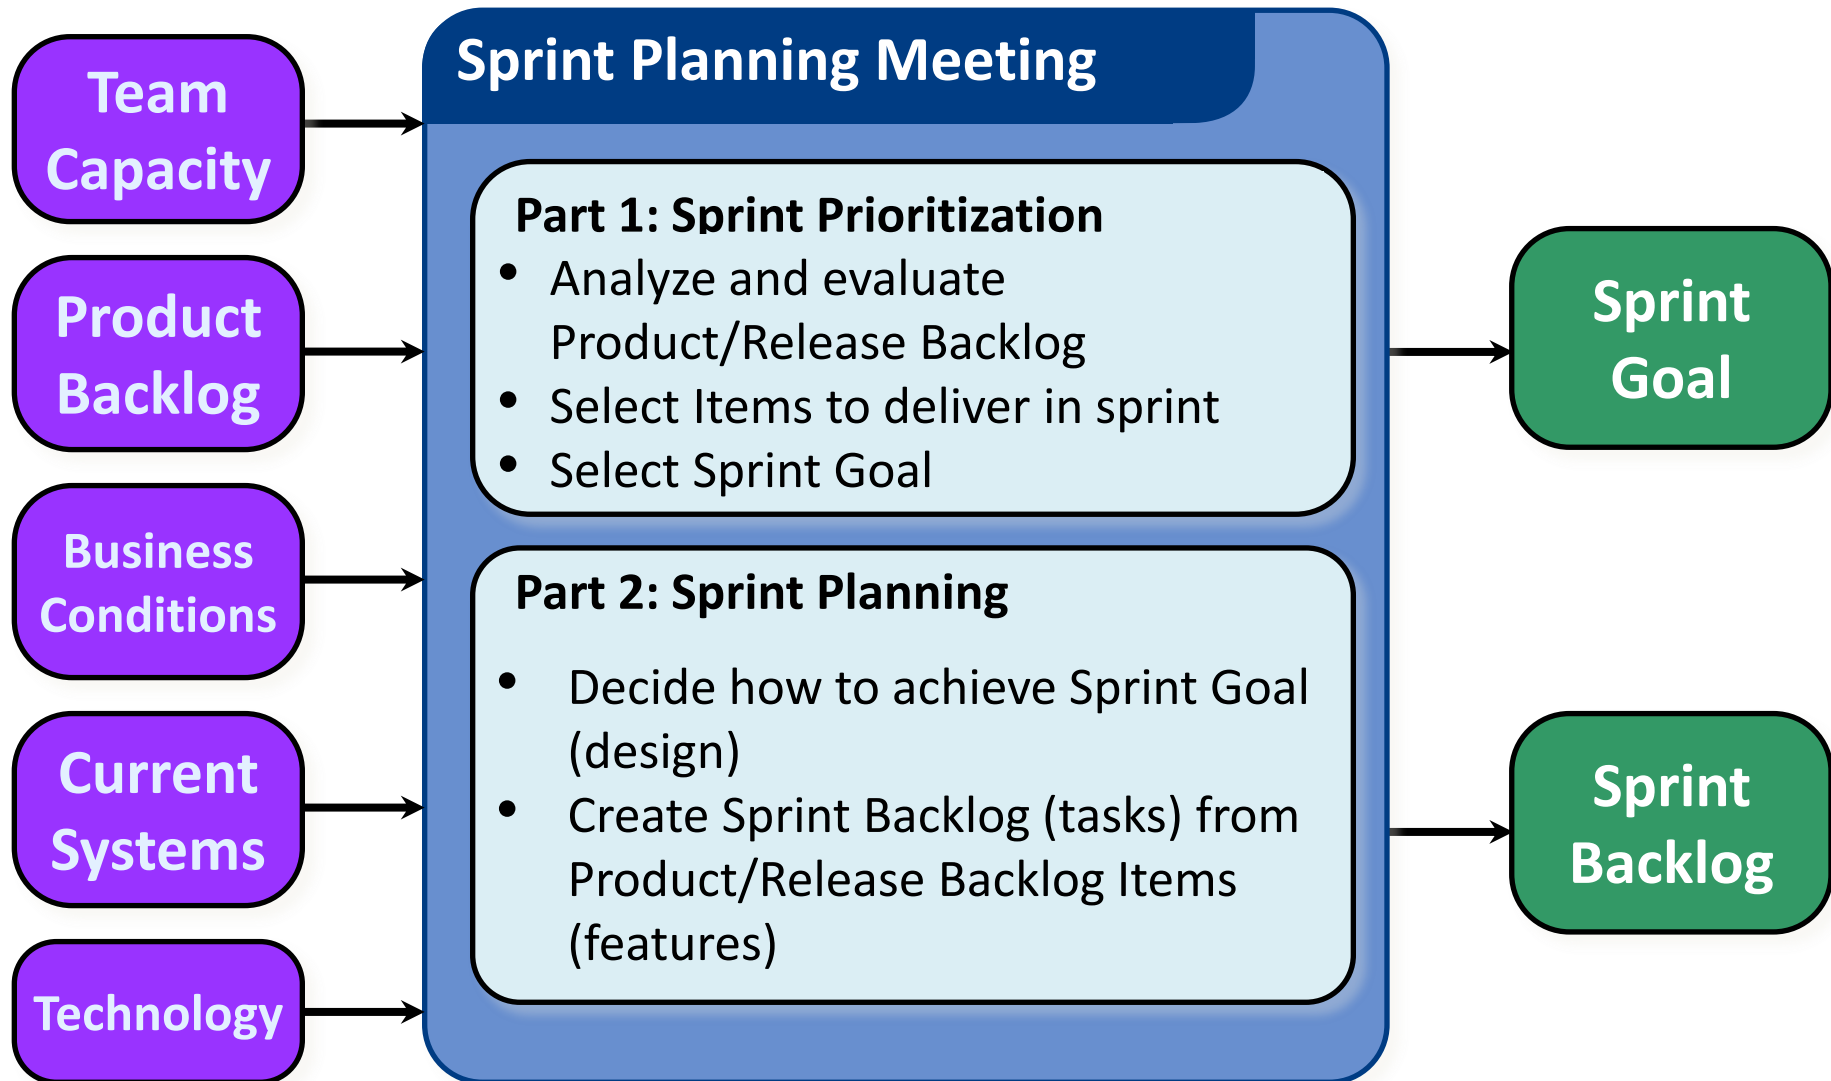 Team
Capacity
Product
Backlog
Business
Conditions
Current
Systems
Technology
Sprint Planning Meeting
Part 1: Sprint Prioritization
• Analyze and evaluate
Product/Release Backlog
• Select Items to deliver in sprint
• Select Sprint Goal
Part 2: Sprint Planning
• Decide how to achieve Sprint Goal
(design)
• Create Sprint Backlog (tasks) from
Product/Release Backlog Items
(features)
Sprint
Goal
Sprint
Backlog